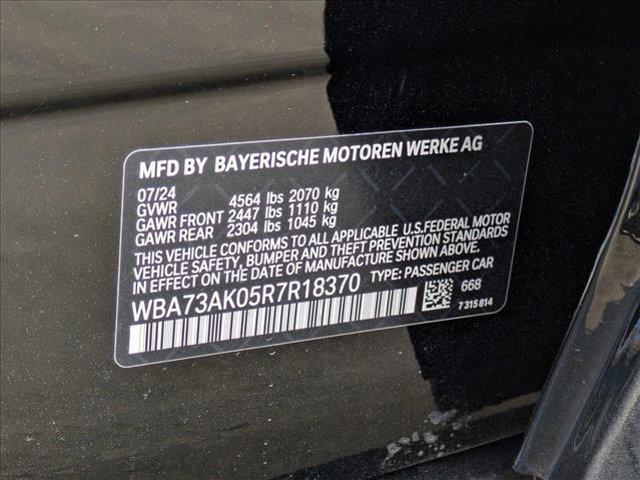 MFD BY BAYERISCHE MOTOREN WERKE AG
07/24
GVWR 4564 lbs 2070 kg
GAWR FRONT 2447 lbs 1110 kg
GAWR REAR 2304 lbs 1045 kg
THIS VEHICLE CONFORMS TO ALL APPLICABLE U.S.FEDERAL MOTOR
VEHICLE SAFETY, BUMPER AND THEFT PREVENTION STANDARDS
IN EFFECT ON THE DATE OF MANUFACTURE SHOWN ABOVE.
WBA73AK05R7R18370 TYPE: PASSENGER CAR
668
7 315 814